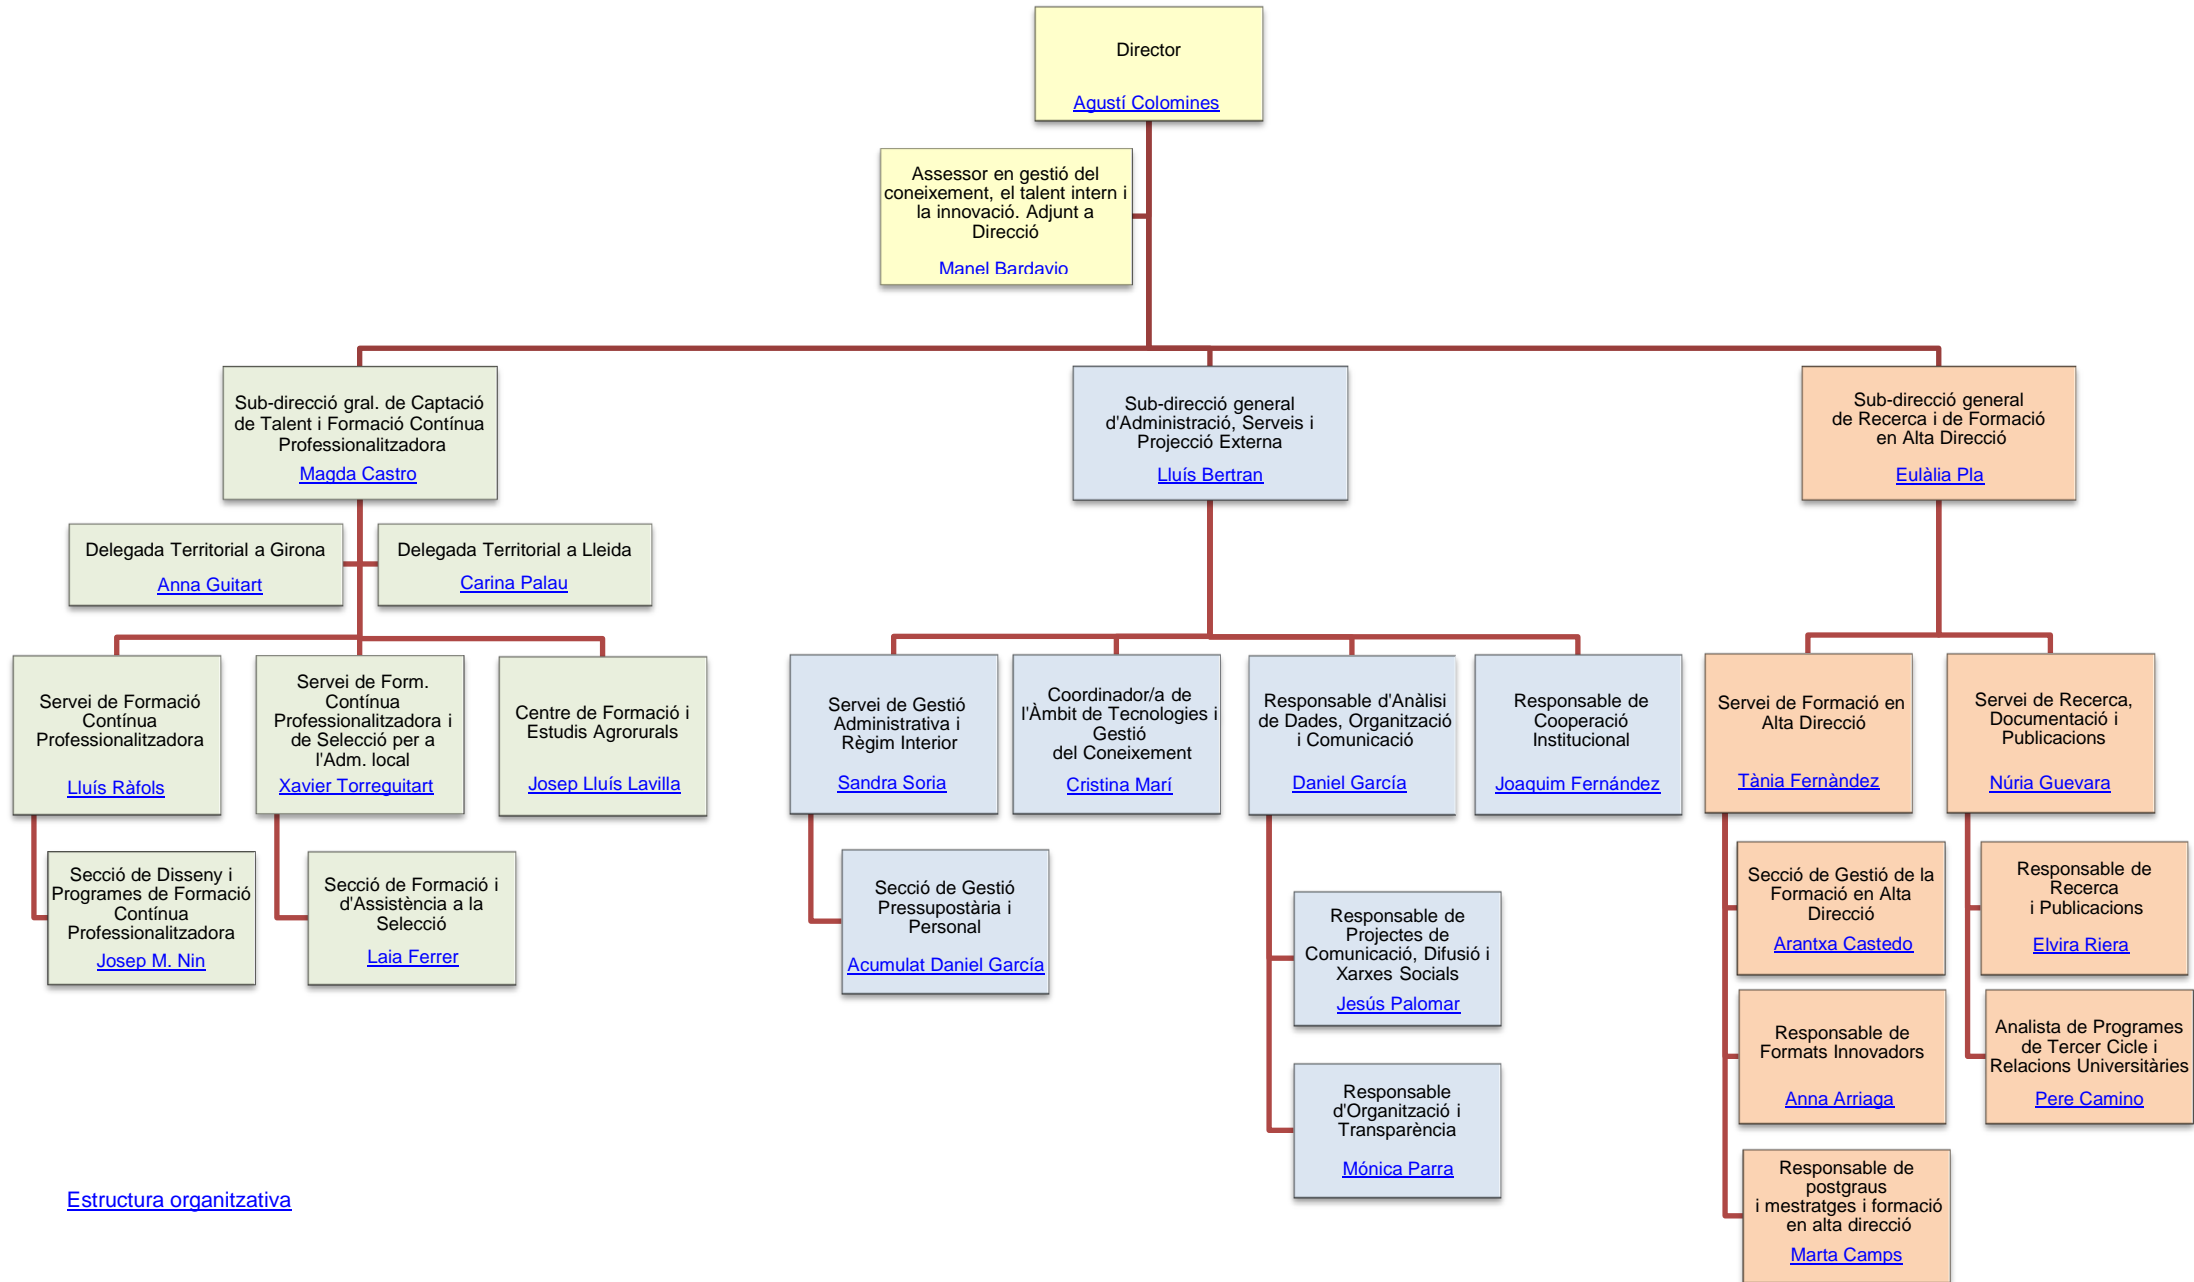 Director
Agustí Colomines
Assessor en gestió del
coneixement, el talent intern i
la innovació. Adjunt a
Direcció
Manel Bardavio
Sub-direcció gral. de Captació
de Talent i Formació Contínua
Professionalitzadora
Magda Castro
Sub-direcció general
d'Administració, Serveis i
Projecció Externa
Lluís Bertran
Sub-direcció general
de Recerca i de Formació
en Alta Direcció
Eulàlia Pla
Delegada Territorial a Girona
Anna Guitart
Delegada Territorial a Lleida
Carina Palau
Servei de Formació
Contínua
Professionalitzadora
Lluís Ràfols
Servei de Form.
Contínua
Professionalitzadora i
de Selecció per a
l'Adm. local
Xavier Torreguitart
Centre de Formació i
Estudis Agrorurals
Josep Lluís Lavilla
Servei de Gestió
Administrativa i
Règim Interior
Sandra Soria
Coordinador/a de
l'Àmbit de Tecnologies i
Gestió
del Coneixement
Cristina Marí
Responsable d'Anàlisi
de Dades, Organització
i Comunicació
Daniel García
Responsable de
Cooperació
Institucional
Joaquim Fernández
Servei de Formació en
Alta Direcció
Tània Fernàndez
Servei de Recerca,
Documentació i
Publicacions
Núria Guevara
Secció de Disseny i
Programes de Formació
Contínua
Professionalitzadora
Josep M. Nin
Secció de Formació i
d'Assistència a la
Selecció
Laia Ferrer
Secció de Gestió
Pressupostària i
Personal
Acumulat Daniel García
Responsable de
Projectes de
Comunicació, Difusió i
Xarxes Socials
Jesús Palomar
Responsable
d'Organització i
Transparència
Mónica Parra
Secció de Gestió de la
Formació en Alta
Direcció
Arantxa Castedo
Responsable de
Formats Innovadors
Anna Arriaga
Responsable de
postgraus
i mestratges i formació
en alta direcció
Marta Camps
Responsable de
Recerca
i Publicacions
Elvira Riera
Analista de Programes
de Tercer Cicle i
Relacions Universitàries
Pere Camino
Estructura organitzativa